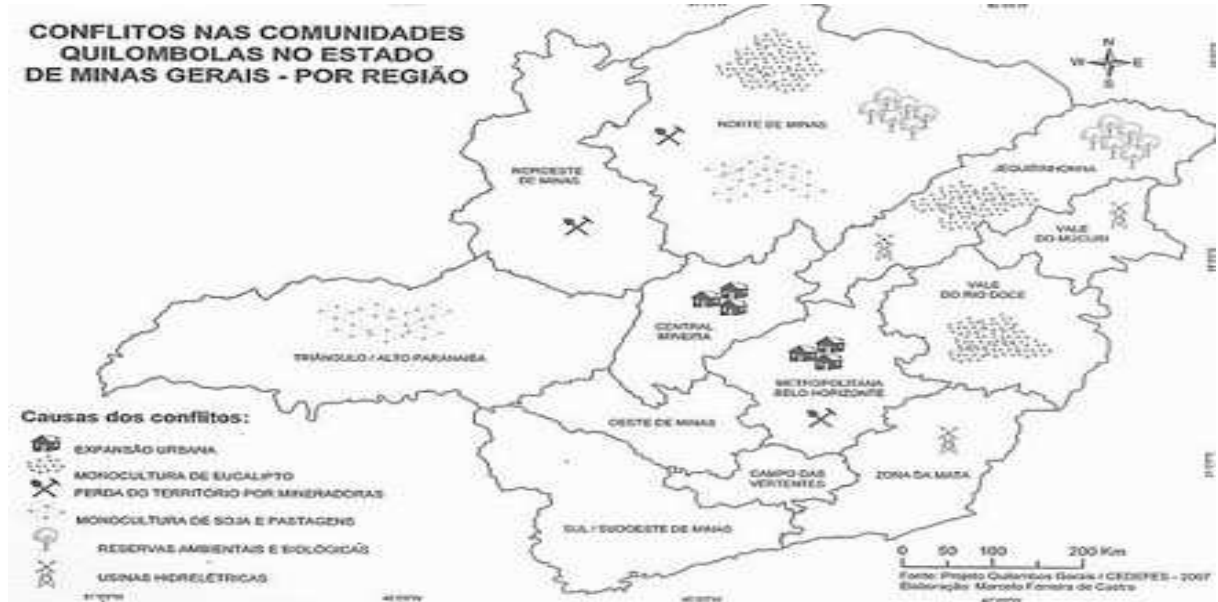 CONFLITOS NAS COMUNIDADES
QUILOMBOLAS NO ESTADO
DE MINAS GERAIS - POR REGIÃO
N
W
E
S
NORTE DE MINAS
NOROESTE
DE MINAS
JEQUITINHONHA
VALE
DO MUCURI
VALE
DO RIO DOCE
CENTRAL
MINEIRA
TRIÂNGULO / ALTO PARANAÍBA
METROPOLITANA
BELO HORIZONTE
OESTE DE MINAS
CAMPO DAS
VERTENTES
ZONA DA MATA
SUL / SUDOESTE DE MINAS
Causas dos conflitos:
EXPANSÃO URBANA
MONOCULTURA DE EUCALIPTO
PERDA DO TERRITÓRIO POR MINERADORAS
MONOCULTURA DE SOJA E PASTAGENS
RESERVAS AMBIENTAIS E BIOLÓGICAS
USINAS HIDRELÉTRICAS
0 50 100 200 Km
Fonte: Projeto Quilombos Gerais / CEDEFES - 2007
Elaboração: Marcelo Ferreira de Castro